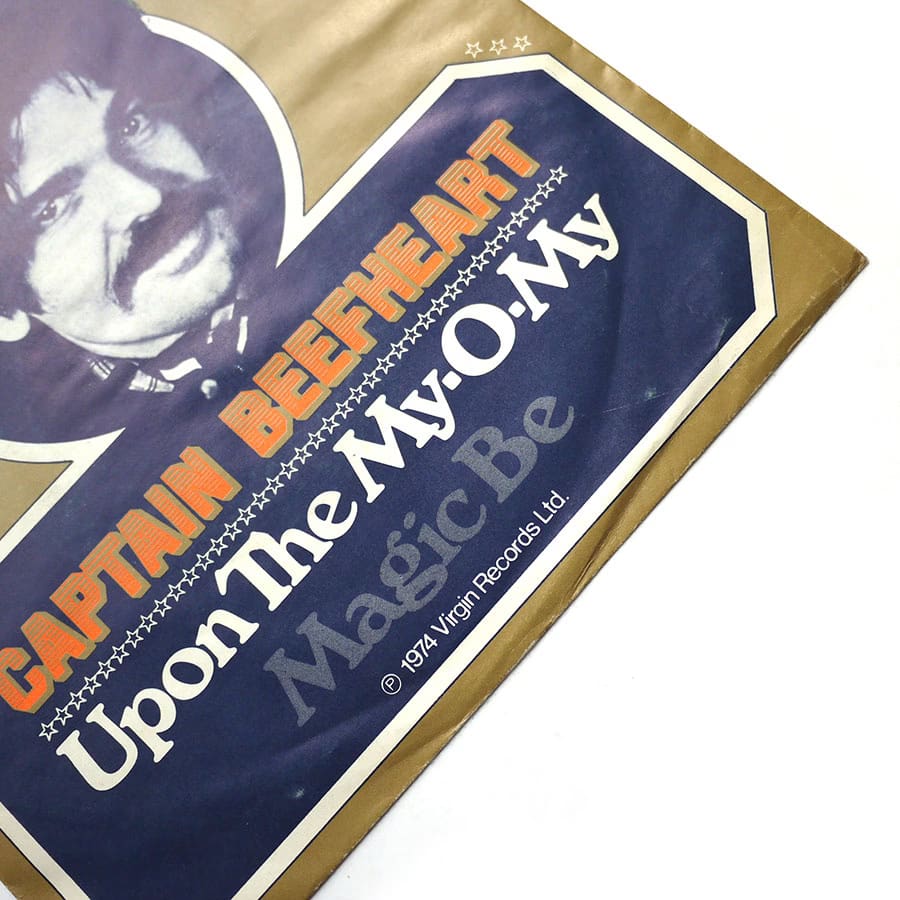 CAPTAIN BEEFHEART
Upon The My-O-My
Magic Be
℗ 1974 Virgin Records Ltd.